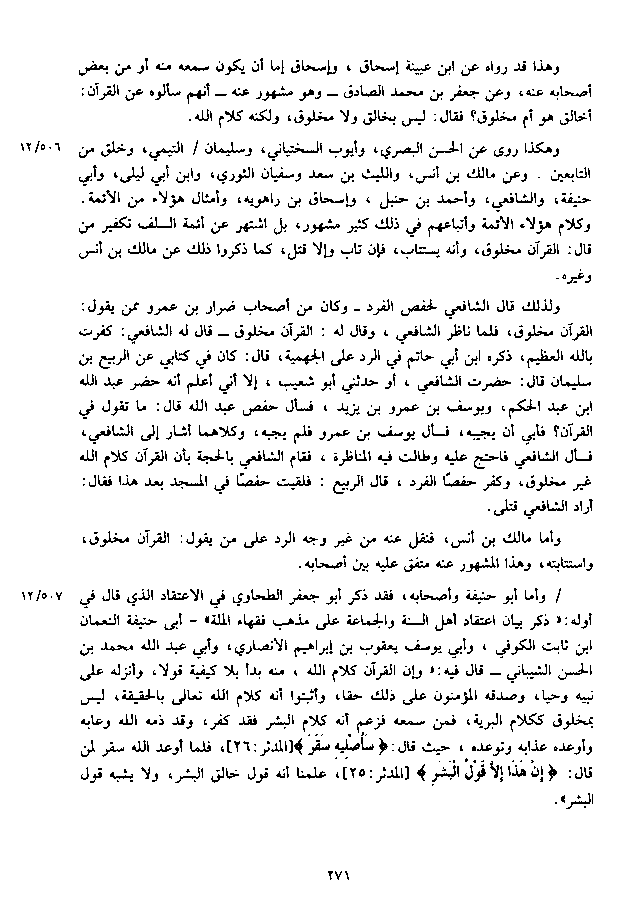 وهذا قد رواه عن ابن عيينة إسحاق ، وإسحاق إما أن يكون سمعه منه أو من بعض
أصحابه عنه، وعن جعفر بن محمد الصادق ــ وهو مشهور عنه ــ أنهم سألوه عن القرآن:
أخالق هو أم مخلوق؟ فقال: ليس بخالق ولا مخلوق، ولكنه كلام الله.
وهكذا روى عن الحسن البصري، وأيوب السختياني، وسليمان / التيمي، وخلق من ١٢/٥٠٦
التابعين . وعن مالك بن أنس، والليث بن سعد وسفيان الثوري، وابن أبي ليلى، وأبي
حنيفة، والشافعي، وأحمد بن حنبل ، وإسحاق بن راهويه، وأمثال هؤلاء من الأئمة.
وكلام هؤلاء الأئمة وأتباعهم في ذلك كثير مشهور، بل اشتهر عن أئمة السلف تكفير من
قال: القرآن مخلوق، وأنه يستتاب، فإن تاب وإلا قتل، كما ذكروا ذلك عن مالك بن أنس
وغيره.
ولذلك قال الشافعي لحفص الفرد ـ وكان من أصحاب ضرار بن عمرو ممن يقول:
القرآن مخلوق، فلما ناظر الشافعي ، وقال له : القرآن مخلوق ــ قال له الشافعي: كفرت
بالله العظيم، ذكره ابن أبي حاتم في الرد على الجهمية، قال: كان في كتابي عن الربيع بن
سليمان قال: حضرت الشافعي ، أو حدثني أبو شعيب ، إلا أني أعلم أنه حضر عبد الله
ابن عبد الحكم، ويوسف بن عمرو بن يزيد ، فسأل حفص عبد الله قال: ما تقول في
القرآن؟ فأبي أن يجيبه، فسأل يوسف بن عمرو فلم يجبه، وكلاهما أشار إلى الشافعي،
فسأل الشافعي فاحتج عليه وطالت فيه المناظرة ، فقام الشافعي بالحجة بأن القرآن كلام الله
غير مخلوق، وكفر حفصًا الفرد ، قال الربيع : فلقيت حفصًا في المسجد بعد هذا فقال:
أراد الشافعي قتلى.
وأما مالك بن أنس، فنقل عنه من غير وجه الرد على من يقول: القرآن مخلوق،
واستتابته، وهذا المشهور عنه متفق عليه بين أصحابه.
/ وأما أبو حنيفة وأصحابه، فقد ذكر أبو جعفر الطحاوي في الاعتقاد الذي قال في ١٢/٥٠٧
أوله:« ذكر بيان اعتقاد أهل السنة والجماعة على مذهب فقهاء الملة» ـ أبى حنيفة النعمان
ابن ثابت الكوفي ، وأبي يوسف يعقوب بن إبراهيم الأنصاري، وأبي عبد الله محمد بن
الحسن الشيباني ــ قال فيه:« وإن القرآن كلام الله ، منه بدأ بلا كيفية قولا، وأنزله على
نبيه وحيا، وصدقه المؤمنون على ذلك حقا، وأثبتوا أنه كلام الله تعالى بالحقيقة، ليس
بمخلوق ككلام البرية، فمن سمعه فزعم أنه كلام البشر فقد كفر، وقد ذمه الله وعابه
وأوعده عذابه وتوعده ، حيث قال:﴿ سَأُصْلِيهِ سَقَرَ ﴾[المدثر:٢٦]، فلما أوعد الله سقر لمن
قال: ﴿ إِنْ هَٰذَا إِلاَّ قَوْلُ الْبَشَرِ ﴾ [المدثر:٢٥]، علمنا أنه قول خالق البشر، ولا يشبه قول
البشر».
٢٧١